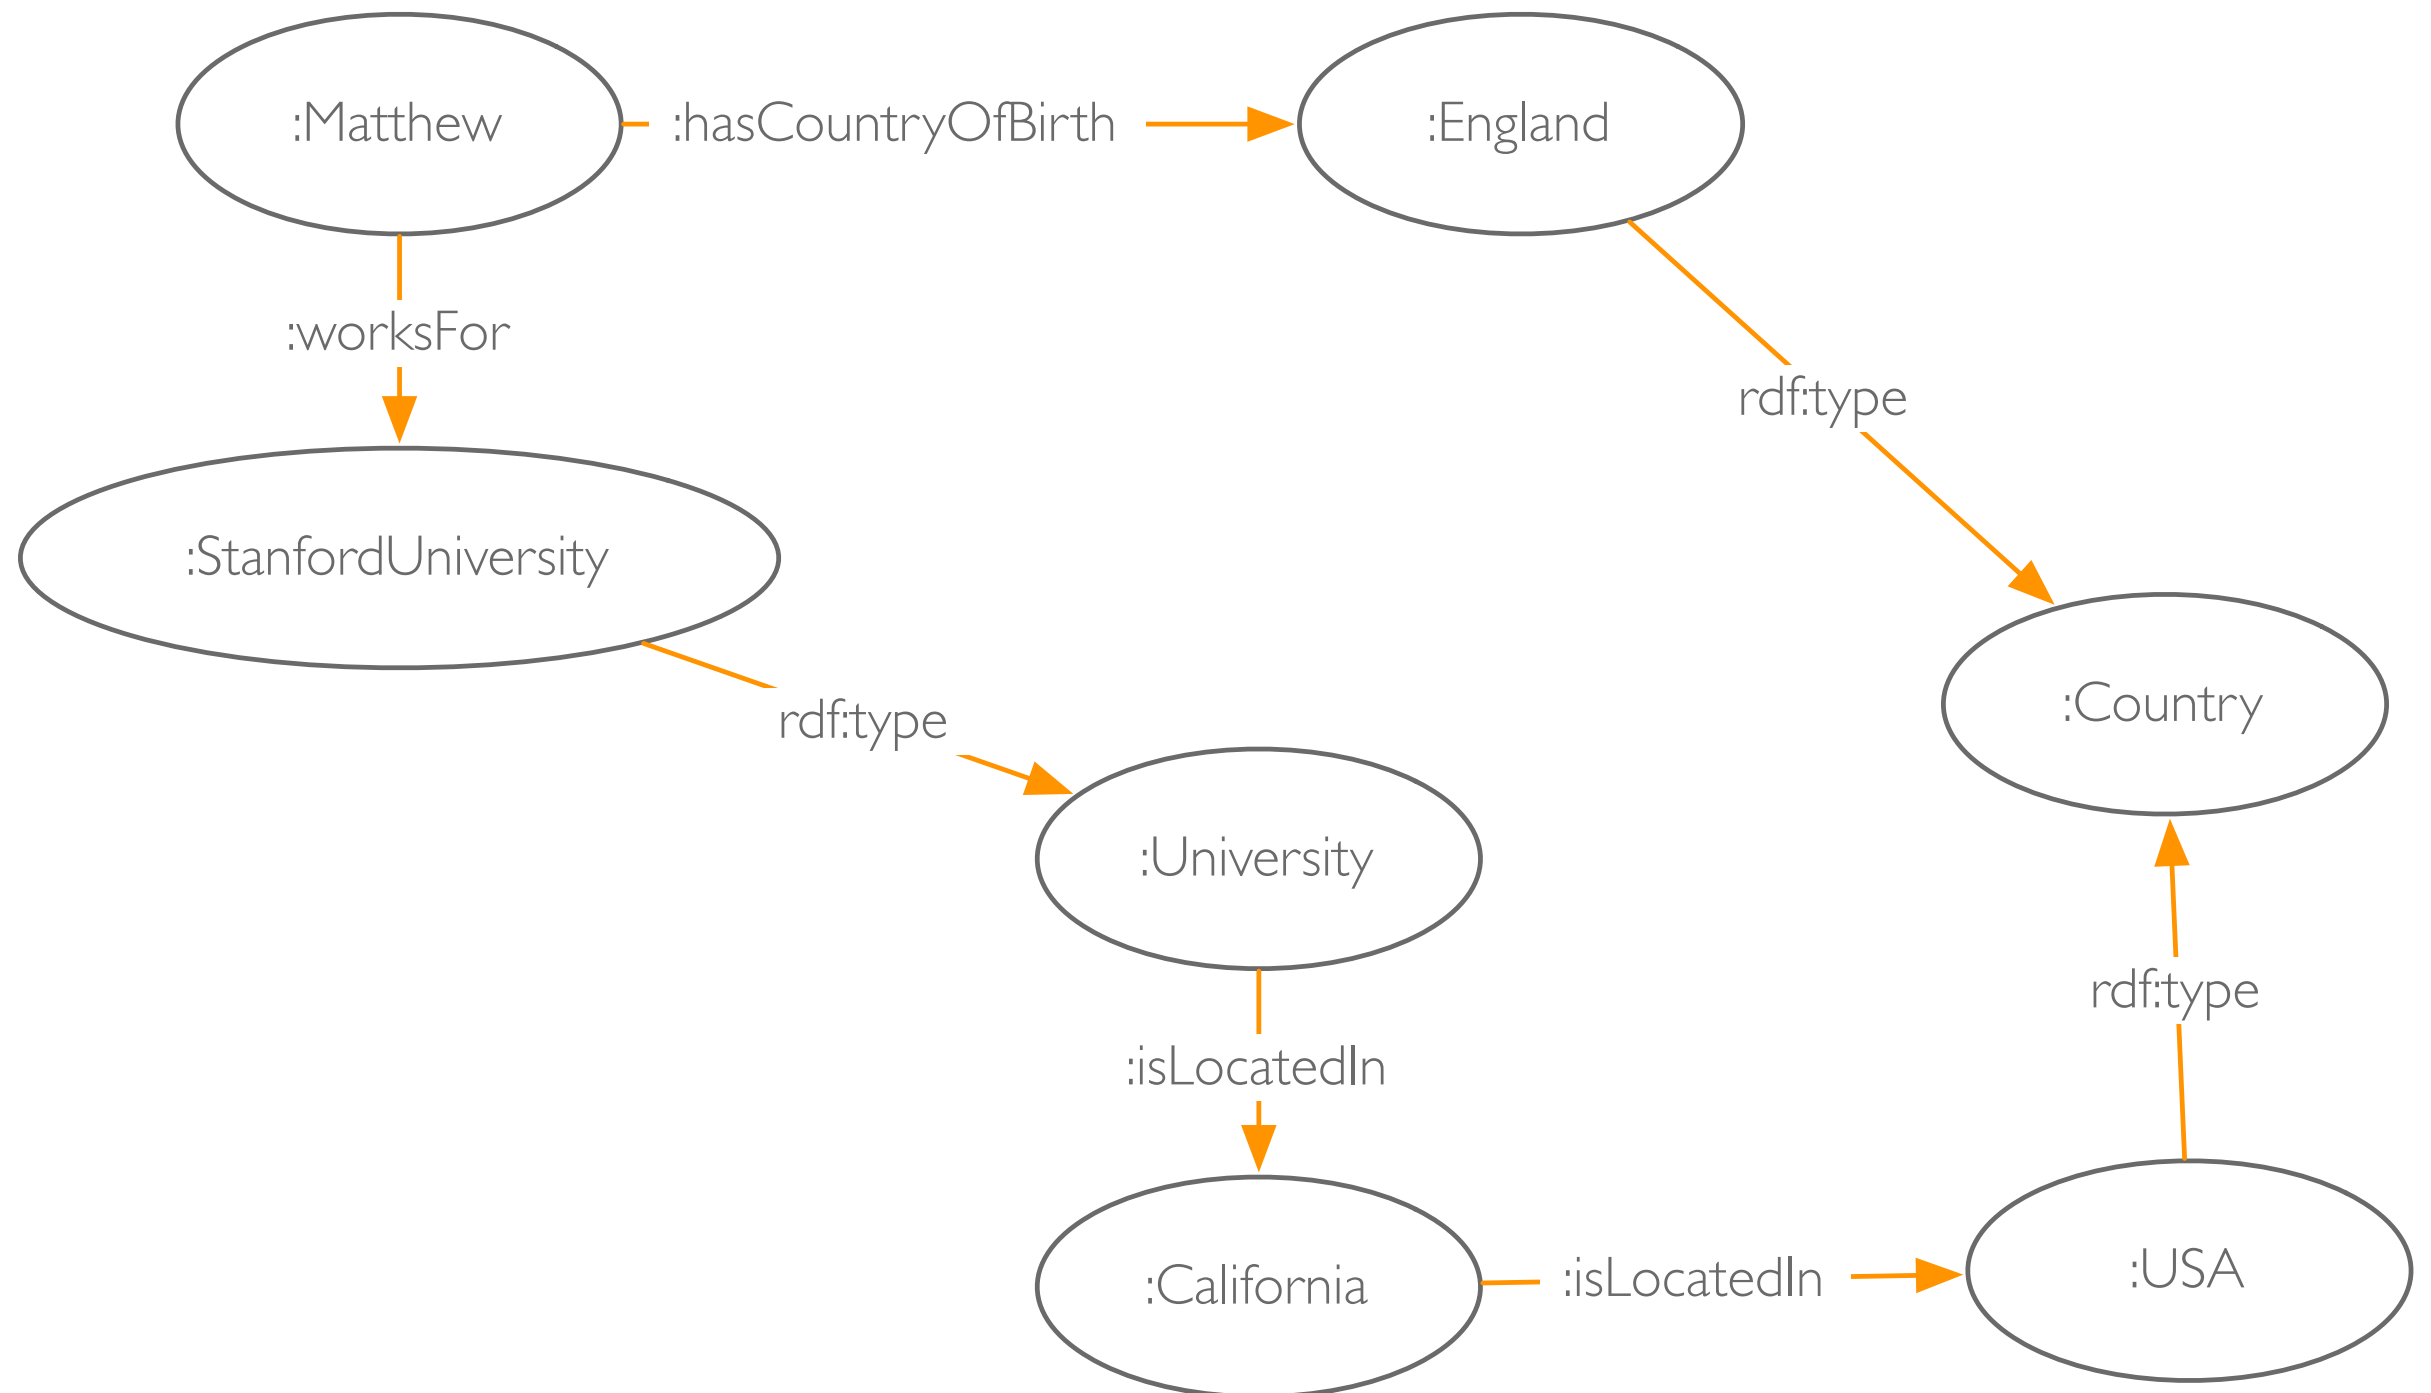 :Matthew
:hasCountryOfBirth
:England
:worksFor
rdf:type
:StanfordUniversity
rdf:type
:Country
:University
rdf:type
:isLocatedIn
:California
:isLocatedIn
:USA